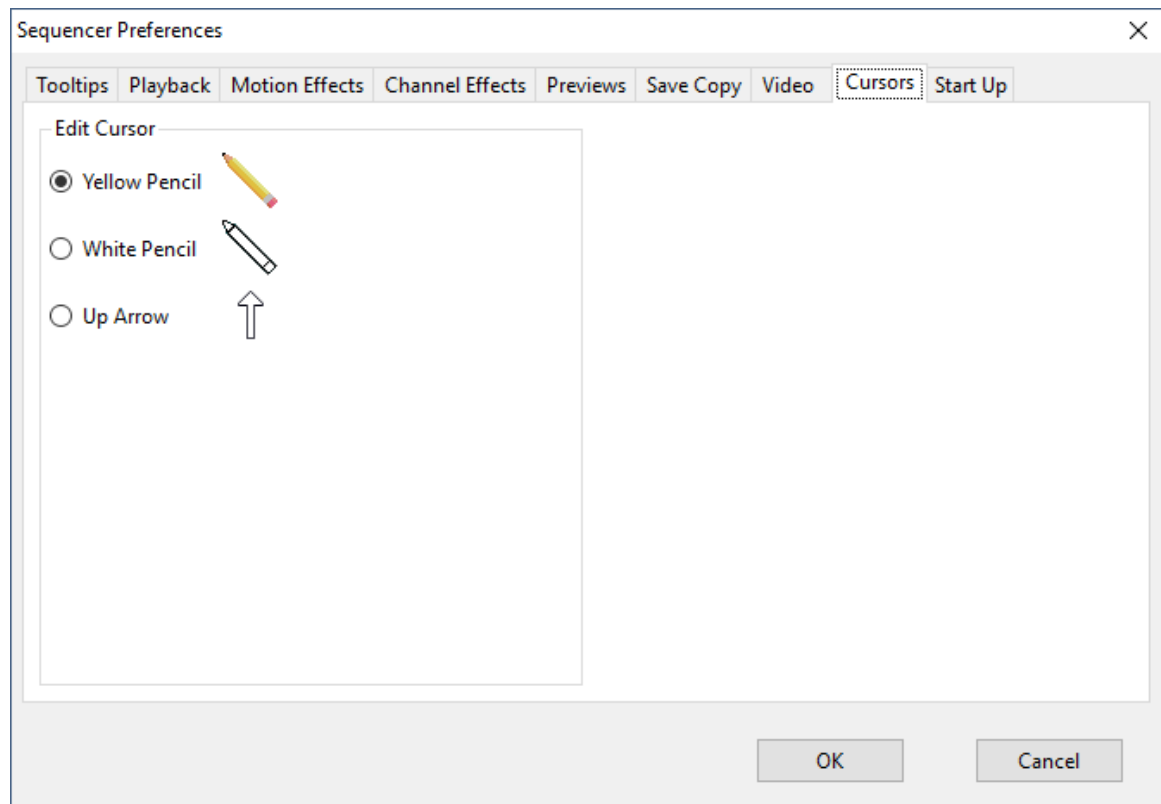 Sequencer Preferences
Tooltips Playback Motion Effects Channel Effects Previews Save Copy Video Cursors Start Up
Edit Cursor
Yellow Pencil
White Pencil
Up Arrow
OK Cancel